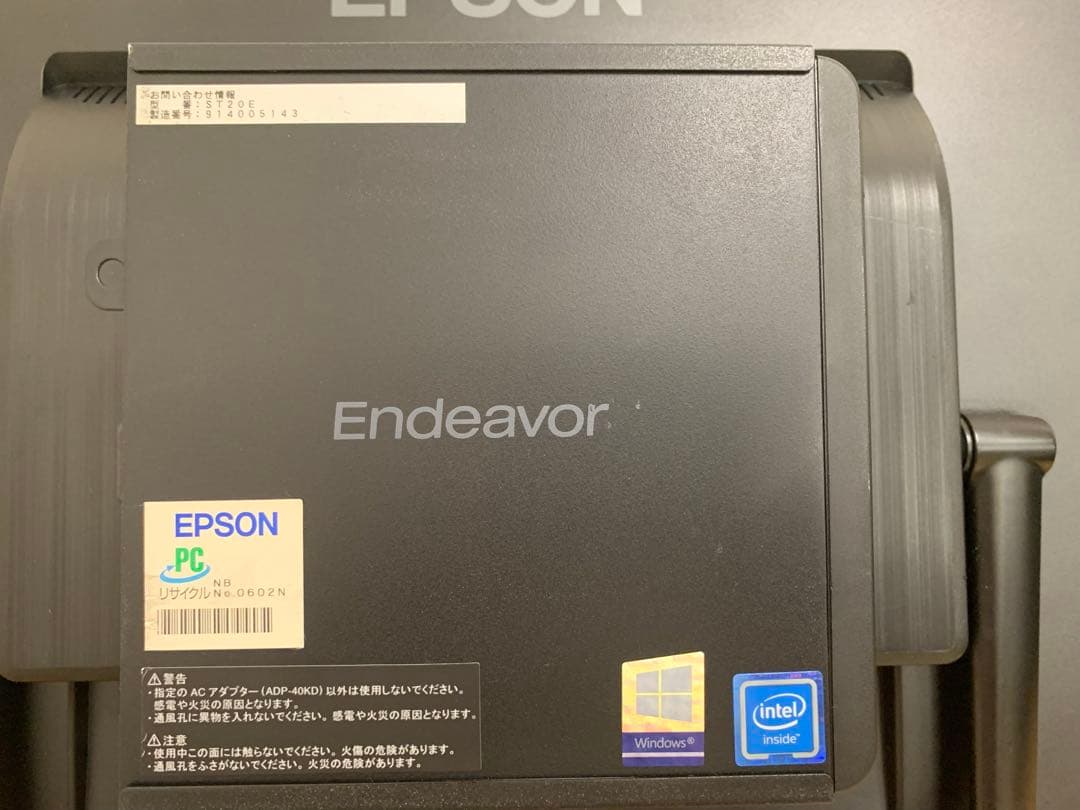 EPSON
お問い合わせ情報
型 番：ST20E
製造番号：914005143
Endeavor
EPSON
PC
NB
リサイクルNo.0602N
⚠警告
・指定の AC アダプター（ADP-40KD）以外は使用しないでください。
感電や火災の原因となります。
・通風孔に異物を入れないでください。感電や火災の原因となります。
⚠注意
・使用中この面には触らないでください。火傷の危険があります。
・通風孔をふさがないでください。火災の危険があります。
Windows®
intel
inside™